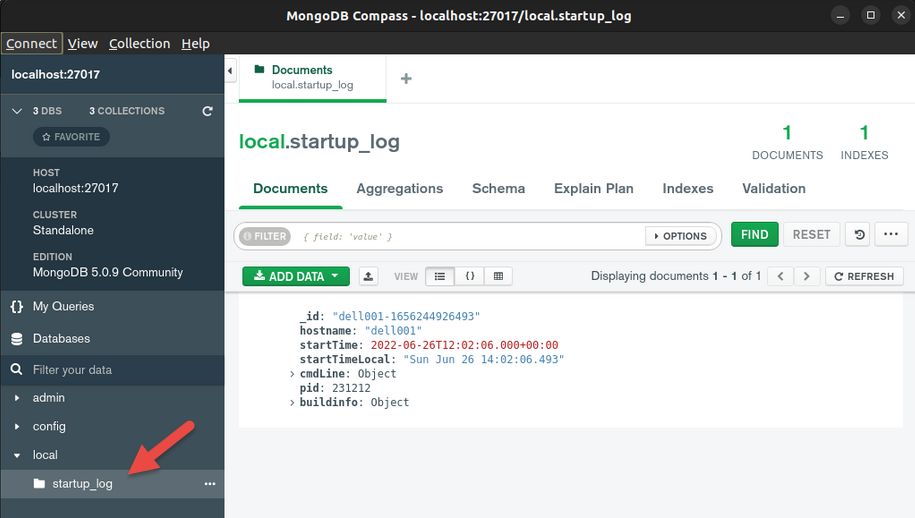 MongoDB Compass - localhost:27017/local.startup_log
Connect View Collection Help
localhost:27017
3 DBS 3 COLLECTIONS
FAVORITE
HOST
localhost:27017
CLUSTER
Standalone
EDITION
MongoDB 5.0.9 Community
{} My Queries
Databases
Filter your data
admin
config
local
startup_log
Documents
local.startup_log
local.startup_log
1 DOCUMENTS
1 INDEXES
Documents Aggregations Schema Explain Plan Indexes Validation
FILTER { field: 'value' } OPTIONS FIND RESET
ADD DATA VIEW {} Displaying documents 1 - 1 of 1 REFRESH
_id: "dell001-1656244926493"
hostname: "dell001"
startTime: 2022-06-26T12:02:06.000+00:00
startTimeLocal: "Sun Jun 26 14:02:06.493"
cmdLine: Object
pid: 231212
buildinfo: Object